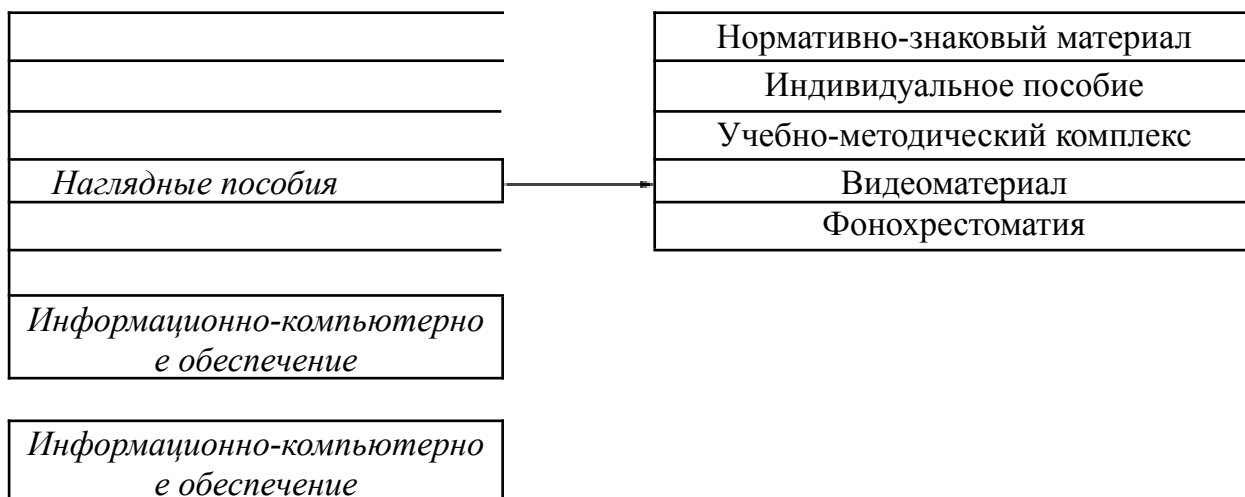 Нормативно-знаковый материал
Индивидуальное пособие
Учебно-методический комплекс
Наглядные пособия
Видеоматериал
Фонохрестоматия
Информационно-компьютерно
е обеспечение
Информационно-компьютерно
е обеспечение